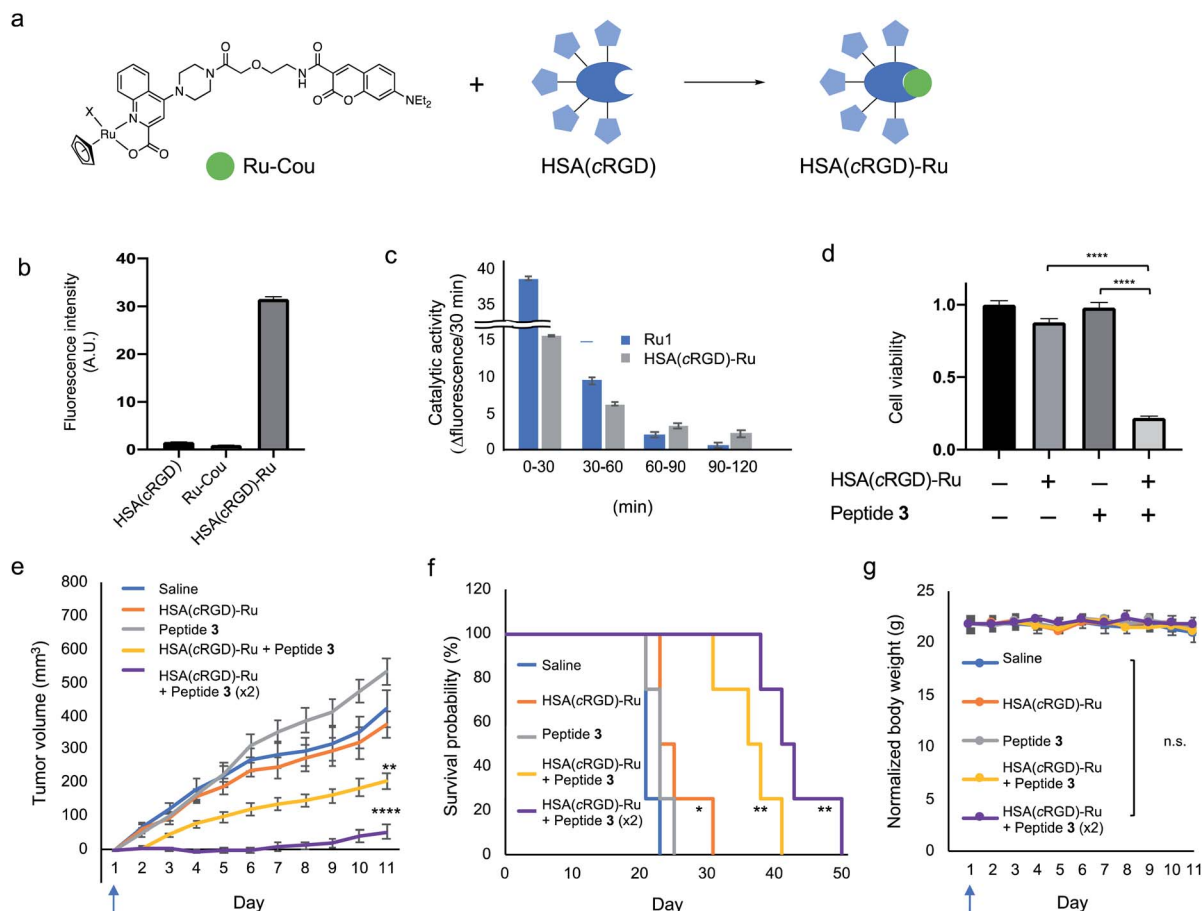 a
N
N
O
O
H
N
O
O
O
NEt₂
X
N
Ru
O
O
Ru-Cou
+
HSA(cRGD)
HSA(cRGD)-Ru
b
Fluorescence intensity
(A.U.)
40
30
20
10
0
HSA(cRGD)
Ru-Cou
HSA(cRGD)-Ru
c
Catalytic activity
(Δfluorescence/30 min)
40
35
15
10
5
0
Ru1
HSA(cRGD)-Ru
0-30
30-60
60-90
90-120
(min)
d
****
****
Cell viability
1.0
0.5
0.0
HSA(cRGD)-Ru
– + – +
Peptide 3
– – + +
e
Tumor volume (mm³)
800
700
600
500
400
300
200
100
0
Saline
HSA(cRGD)-Ru
Peptide 3
HSA(cRGD)-Ru + Peptide 3
HSA(cRGD)-Ru
+ Peptide 3 (x2)
**
****
1 2 3 4 5 6 7 8 9 10 11
Day
f
Survival probability (%)
120
100
80
60
40
20
0
Saline
HSA(cRGD)-Ru
Peptide 3
HSA(cRGD)-Ru
+ Peptide 3
HSA(cRGD)-Ru
+ Peptide 3 (x2)
* ** **
0 10 20 30 40 50
Day
g
Normalized body weight (g)
25
20
15
10
5
0
Saline
HSA(cRGD)-Ru
Peptide 3
HSA(cRGD)-Ru
+ Peptide 3
HSA(cRGD)-Ru
+ Peptide 3 (x2)
n.s.
1 2 3 4 5 6 7 8 9 10 11
Day